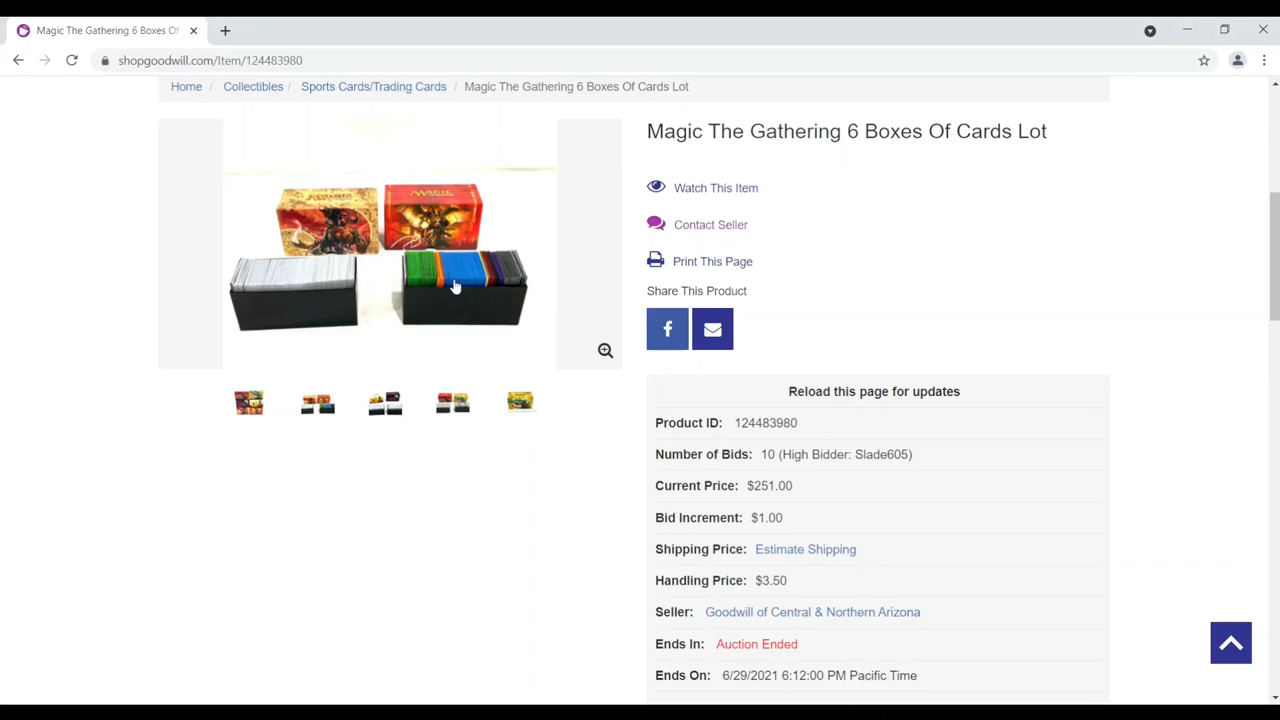 Magic The Gathering 6 Boxes Of
shopgoodwill.com/Item/124483980
Home / Collectibles / Sports Cards/Trading Cards / Magic The Gathering 6 Boxes Of Cards Lot
Magic The Gathering 6 Boxes Of Cards Lot
MAGIC
Watch This Item
Contact Seller
Print This Page
Share This Product
f
Reload this page for updates
Product ID: 124483980
Number of Bids: 10 (High Bidder: Slade605)
Current Price: $251.00
Bid Increment: $1.00
Shipping Price: Estimate Shipping
Handling Price: $3.50
Seller: Goodwill of Central & Northern Arizona
Ends In: Auction Ended
Ends On: 6/29/2021 6:12:00 PM Pacific Time